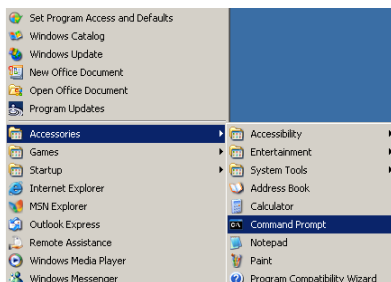 Set Program Access and Defaults
Windows Catalog
Windows Update
New Office Document
Open Office Document
Program Updates
Accessories
Games
Startup
Internet Explorer
MSN Explorer
Outlook Express
Remote Assistance
Windows Media Player
Windows Messenger
Accessibility
Entertainment
System Tools
Address Book
Calculator
Command Prompt
Notepad
Paint
Program Compatibility Wizard